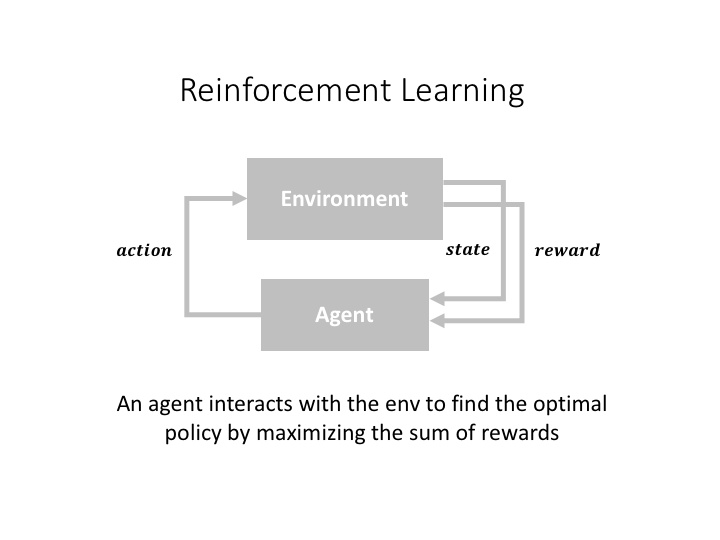 Reinforcement Learning
Environment
action
state
reward
Agent
An agent interacts with the env to find the optimal
policy by maximizing the sum of rewards